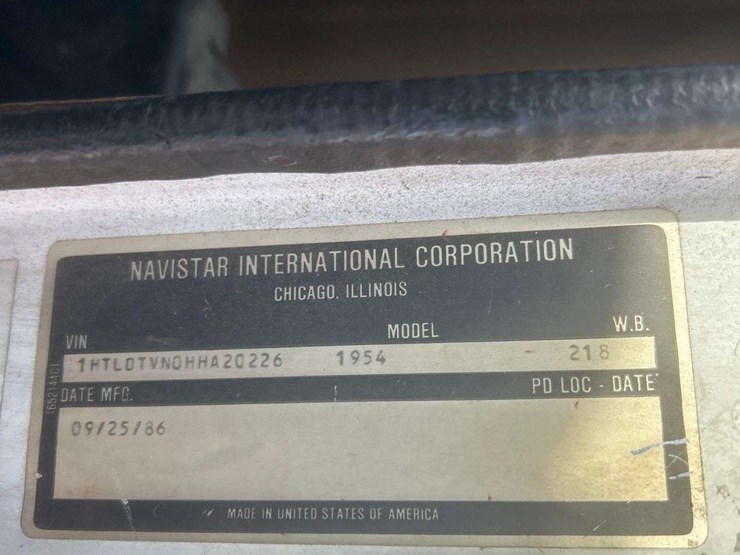 NAVISTAR INTERNATIONAL CORPORATION
CHICAGO, ILLINOIS
VIN MODEL W.B.
1HTLDTVN0HHA20226 1954 - 218
DATE MFG. PD LOC - DATE
09/25/86
MADE IN UNITED STATES OF AMERICA